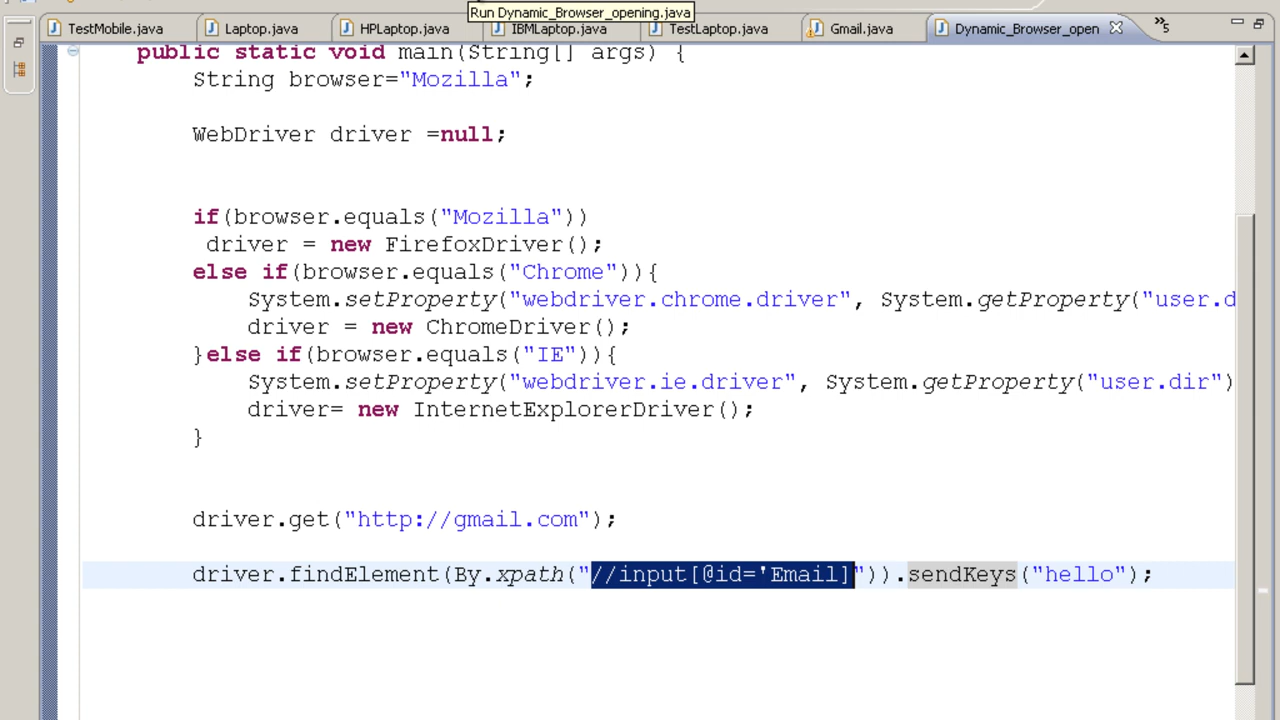 Run Dynamic_Browser_opening.java
TestMobile.java Laptop.java HPLaptop.java IBMLaptop.java TestLaptop.java Gmail.java Dynamic_Browser_open »5
public static void main(String[] args) {
String browser="Mozilla";
WebDriver driver =null;
if(browser.equals("Mozilla"))
driver = new FirefoxDriver();
else if(browser.equals("Chrome")){
System.setProperty("webdriver.chrome.driver", System.getProperty("user.d
driver = new ChromeDriver();
}else if(browser.equals("IE")){
System.setProperty("webdriver.ie.driver", System.getProperty("user.dir")
driver= new InternetExplorerDriver();
}
driver.get("http://gmail.com");
driver.findElement(By.xpath("//input[@id='Email]")).sendKeys("hello");